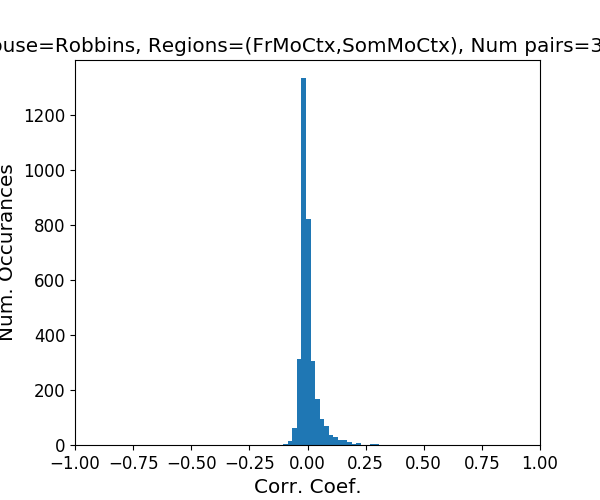 ouse=Robbins, Regions=(FrMoCtx,SomMoCtx), Num pairs=3
1200
1000
800
600
400
200
0
Num. Occurances
−1.00 −0.75 −0.50 −0.25 0.00 0.25 0.50 0.75 1.00
Corr. Coef.